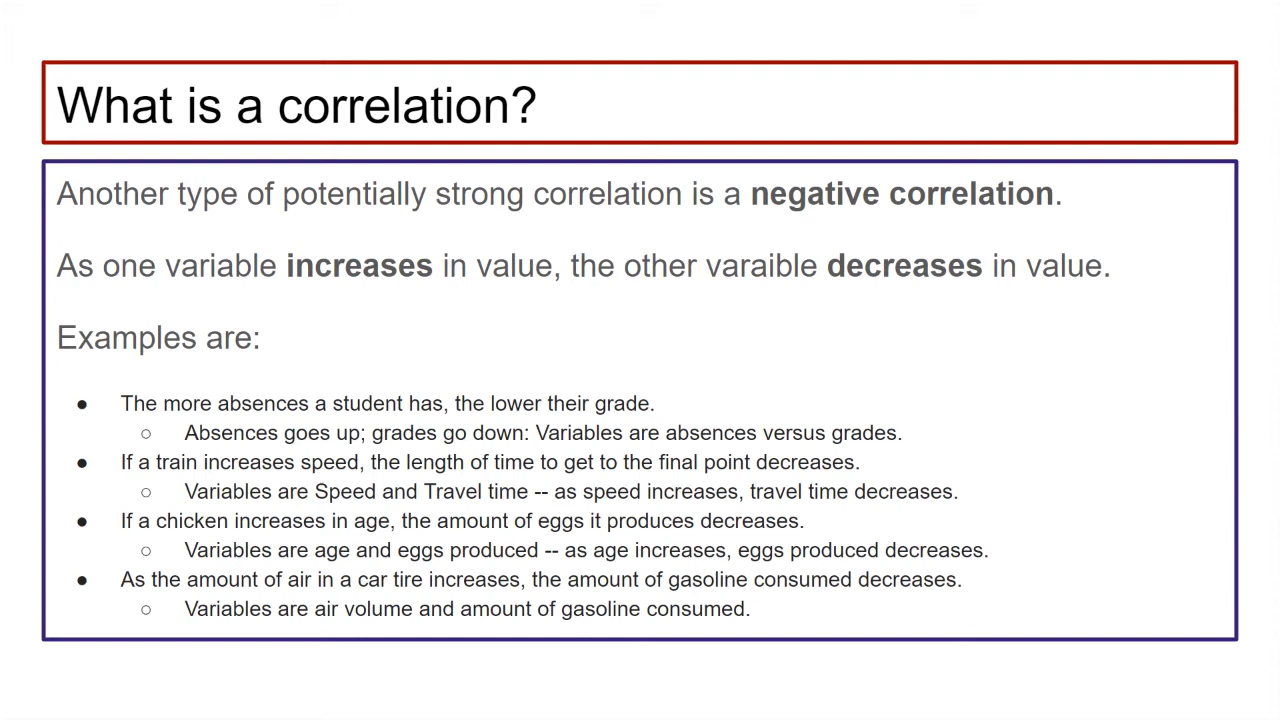 What is a correlation?
Another type of potentially strong correlation is a negative correlation.
As one variable increases in value, the other varaible decreases in value.
Examples are:
● The more absences a student has, the lower their grade.
○ Absences goes up; grades go down: Variables are absences versus grades.
● If a train increases speed, the length of time to get to the final point decreases.
○ Variables are Speed and Travel time -- as speed increases, travel time decreases.
● If a chicken increases in age, the amount of eggs it produces decreases.
○ Variables are age and eggs produced -- as age increases, eggs produced decreases.
● As the amount of air in a car tire increases, the amount of gasoline consumed decreases.
○ Variables are air volume and amount of gasoline consumed.